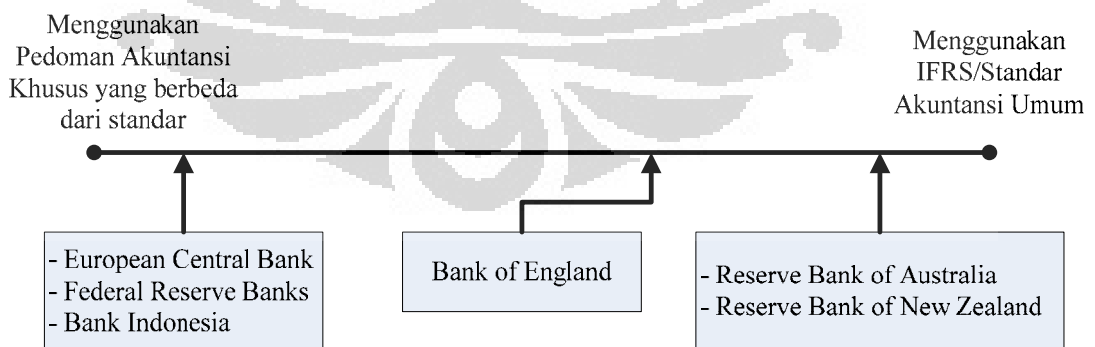 Menggunakan
Pedoman Akuntansi
Khusus yang berbeda
dari standar
Menggunakan
IFRS/Standar
Akuntansi Umum
- European Central Bank
- Federal Reserve Banks
- Bank Indonesia
Bank of England
- Reserve Bank of Australia
- Reserve Bank of New Zealand